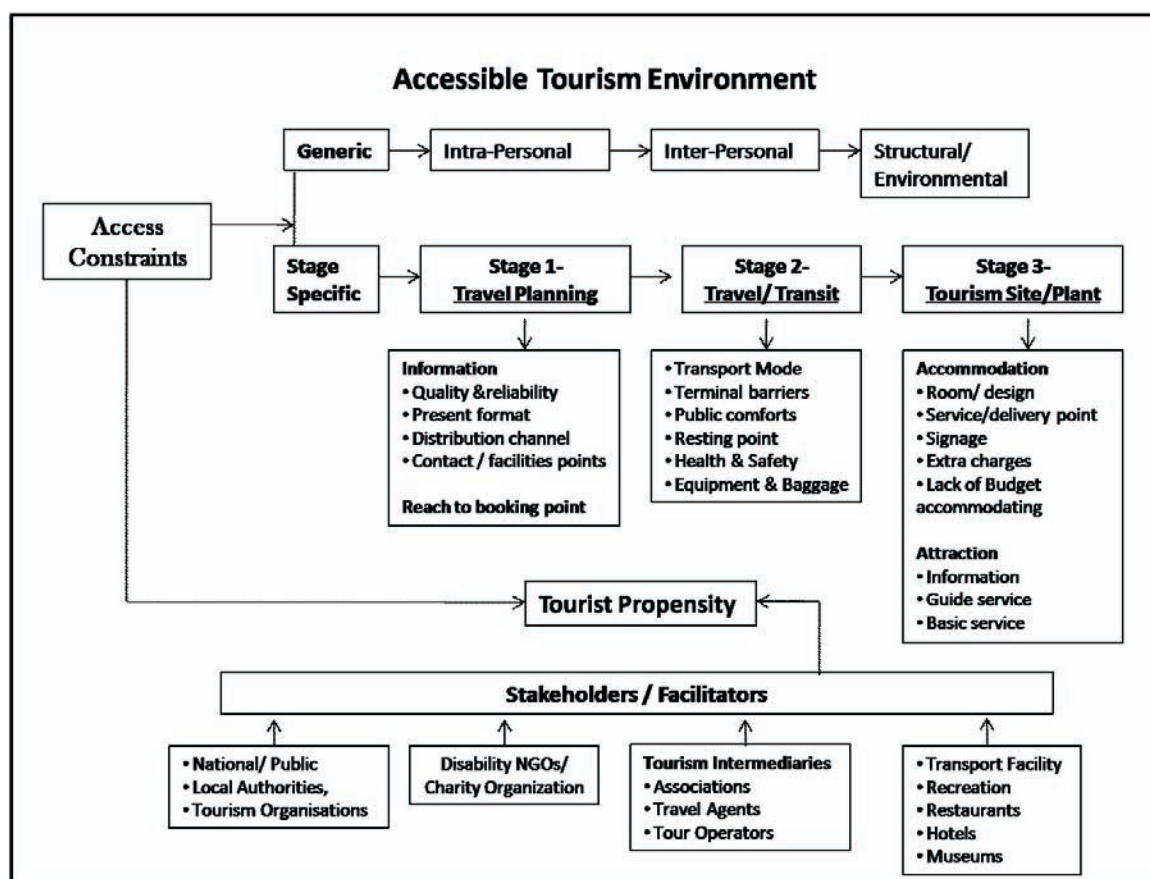 Accessible Tourism Environment
Generic
Intra-Personal
Inter-Personal
Structural/
Environmental
Access
Constraints
Stage
Specific
Stage 1-
Travel Planning
Stage 2-
Travel/ Transit
Stage 3-
Tourism Site/Plant
Information
• Quality &reliability
• Present format
• Distribution channel
• Contact / facilities points
Reach to booking point
• Transport Mode
• Terminal barriers
• Public comforts
• Resting point
• Health & Safety
• Equipment & Baggage
Accommodation
• Room/ design
• Service/delivery point
• Signage
• Extra charges
• Lack of Budget
accommodating
Attraction
• Information
• Guide service
• Basic service
Tourist Propensity
Stakeholders / Facilitators
• National/ Public
• Local Authorities,
• Tourism Organisations
Disability NGOs/
Charity Organization
Tourism Intermediaries
• Associations
• Travel Agents
• Tour Operators
• Transport Facility
• Recreation
• Restaurants
• Hotels
• Museums